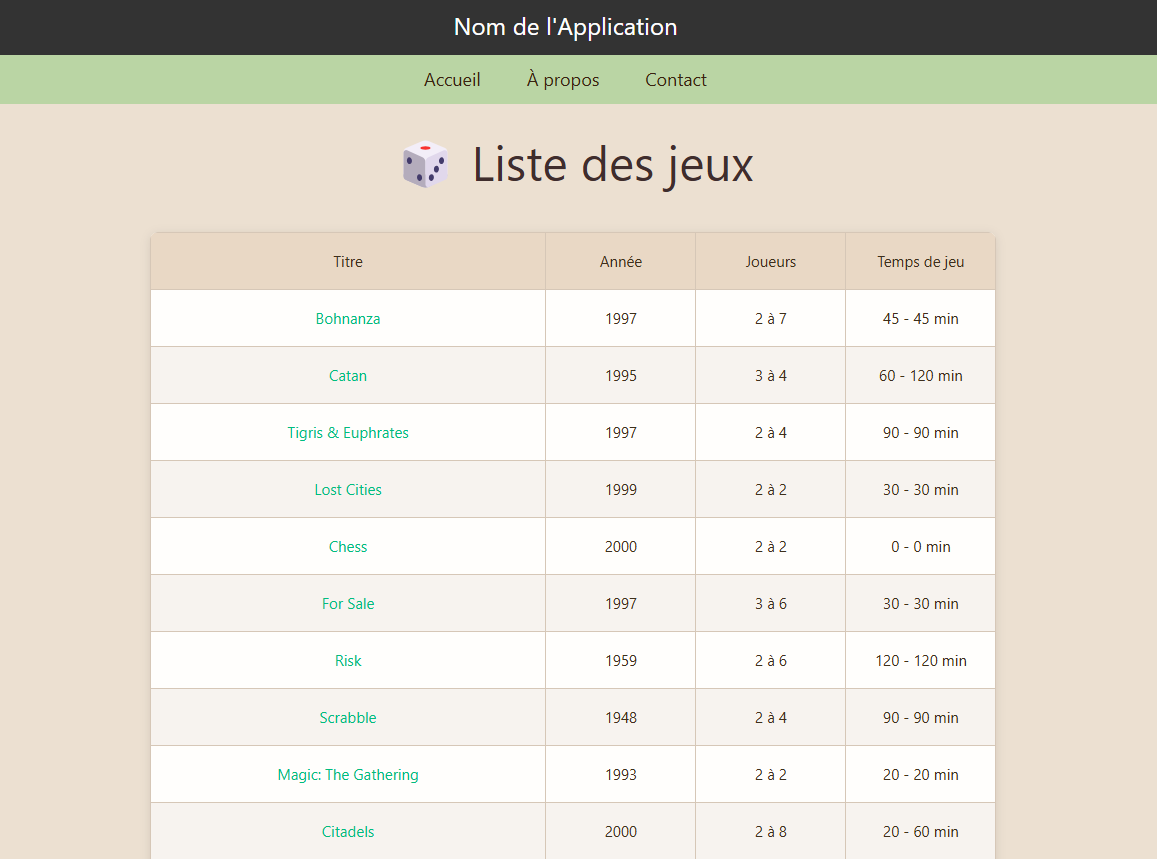 Nom de l'Application
Accueil À propos Contact
Liste des jeux
Titre Année Joueurs Temps de jeu
Bohnanza 1997 2 à 7 45 - 45 min
Catan 1995 3 à 4 60 - 120 min
Tigris & Euphrates 1997 2 à 4 90 - 90 min
Lost Cities 1999 2 à 2 30 - 30 min
Chess 2000 2 à 2 0 - 0 min
For Sale 1997 3 à 6 30 - 30 min
Risk 1959 2 à 6 120 - 120 min
Scrabble 1948 2 à 4 90 - 90 min
Magic: The Gathering 1993 2 à 2 20 - 20 min
Citadels 2000 2 à 8 20 - 60 min